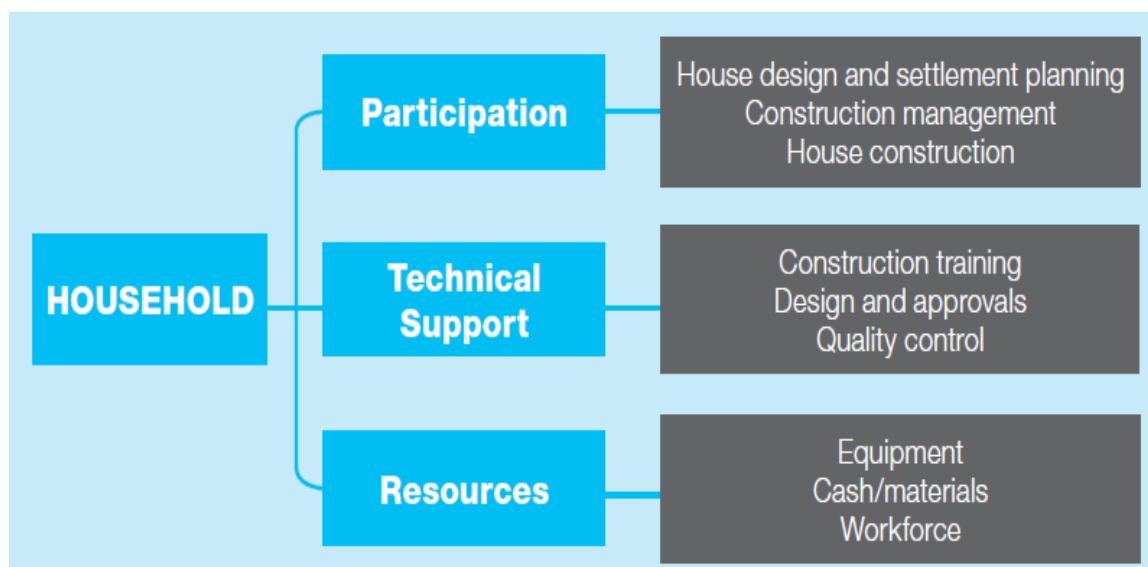 HOUSEHOLD
Participation
House design and settlement planning
Construction management
House construction
Technical
Support
Construction training
Design and approvals
Quality control
Resources
Equipment
Cash/materials
Workforce